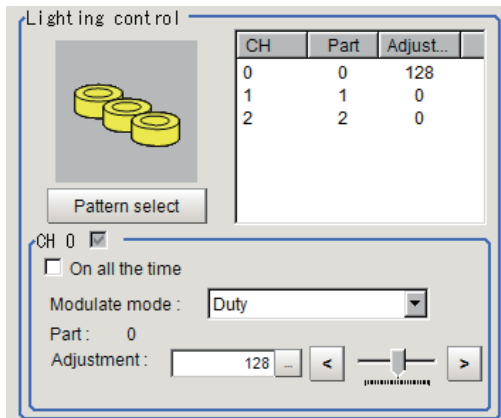 Lighting control
CH Part Adjust...
0 0 128
1 1 0
2 2 0
Pattern select
CH 0
On all the time
Modulate mode : Duty
Part : 0
Adjustment : 128 ... < >